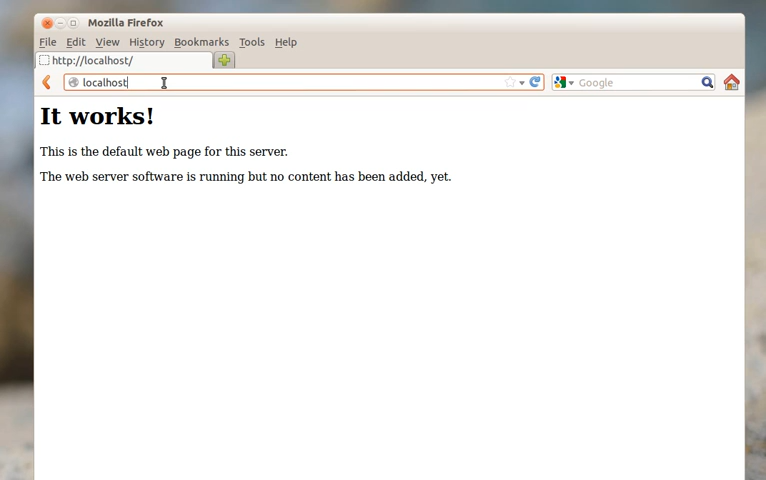 Mozilla Firefox
File Edit View History Bookmarks Tools Help
http://localhost/
localhost
Google
It works!
This is the default web page for this server.
The web server software is running but no content has been added, yet.